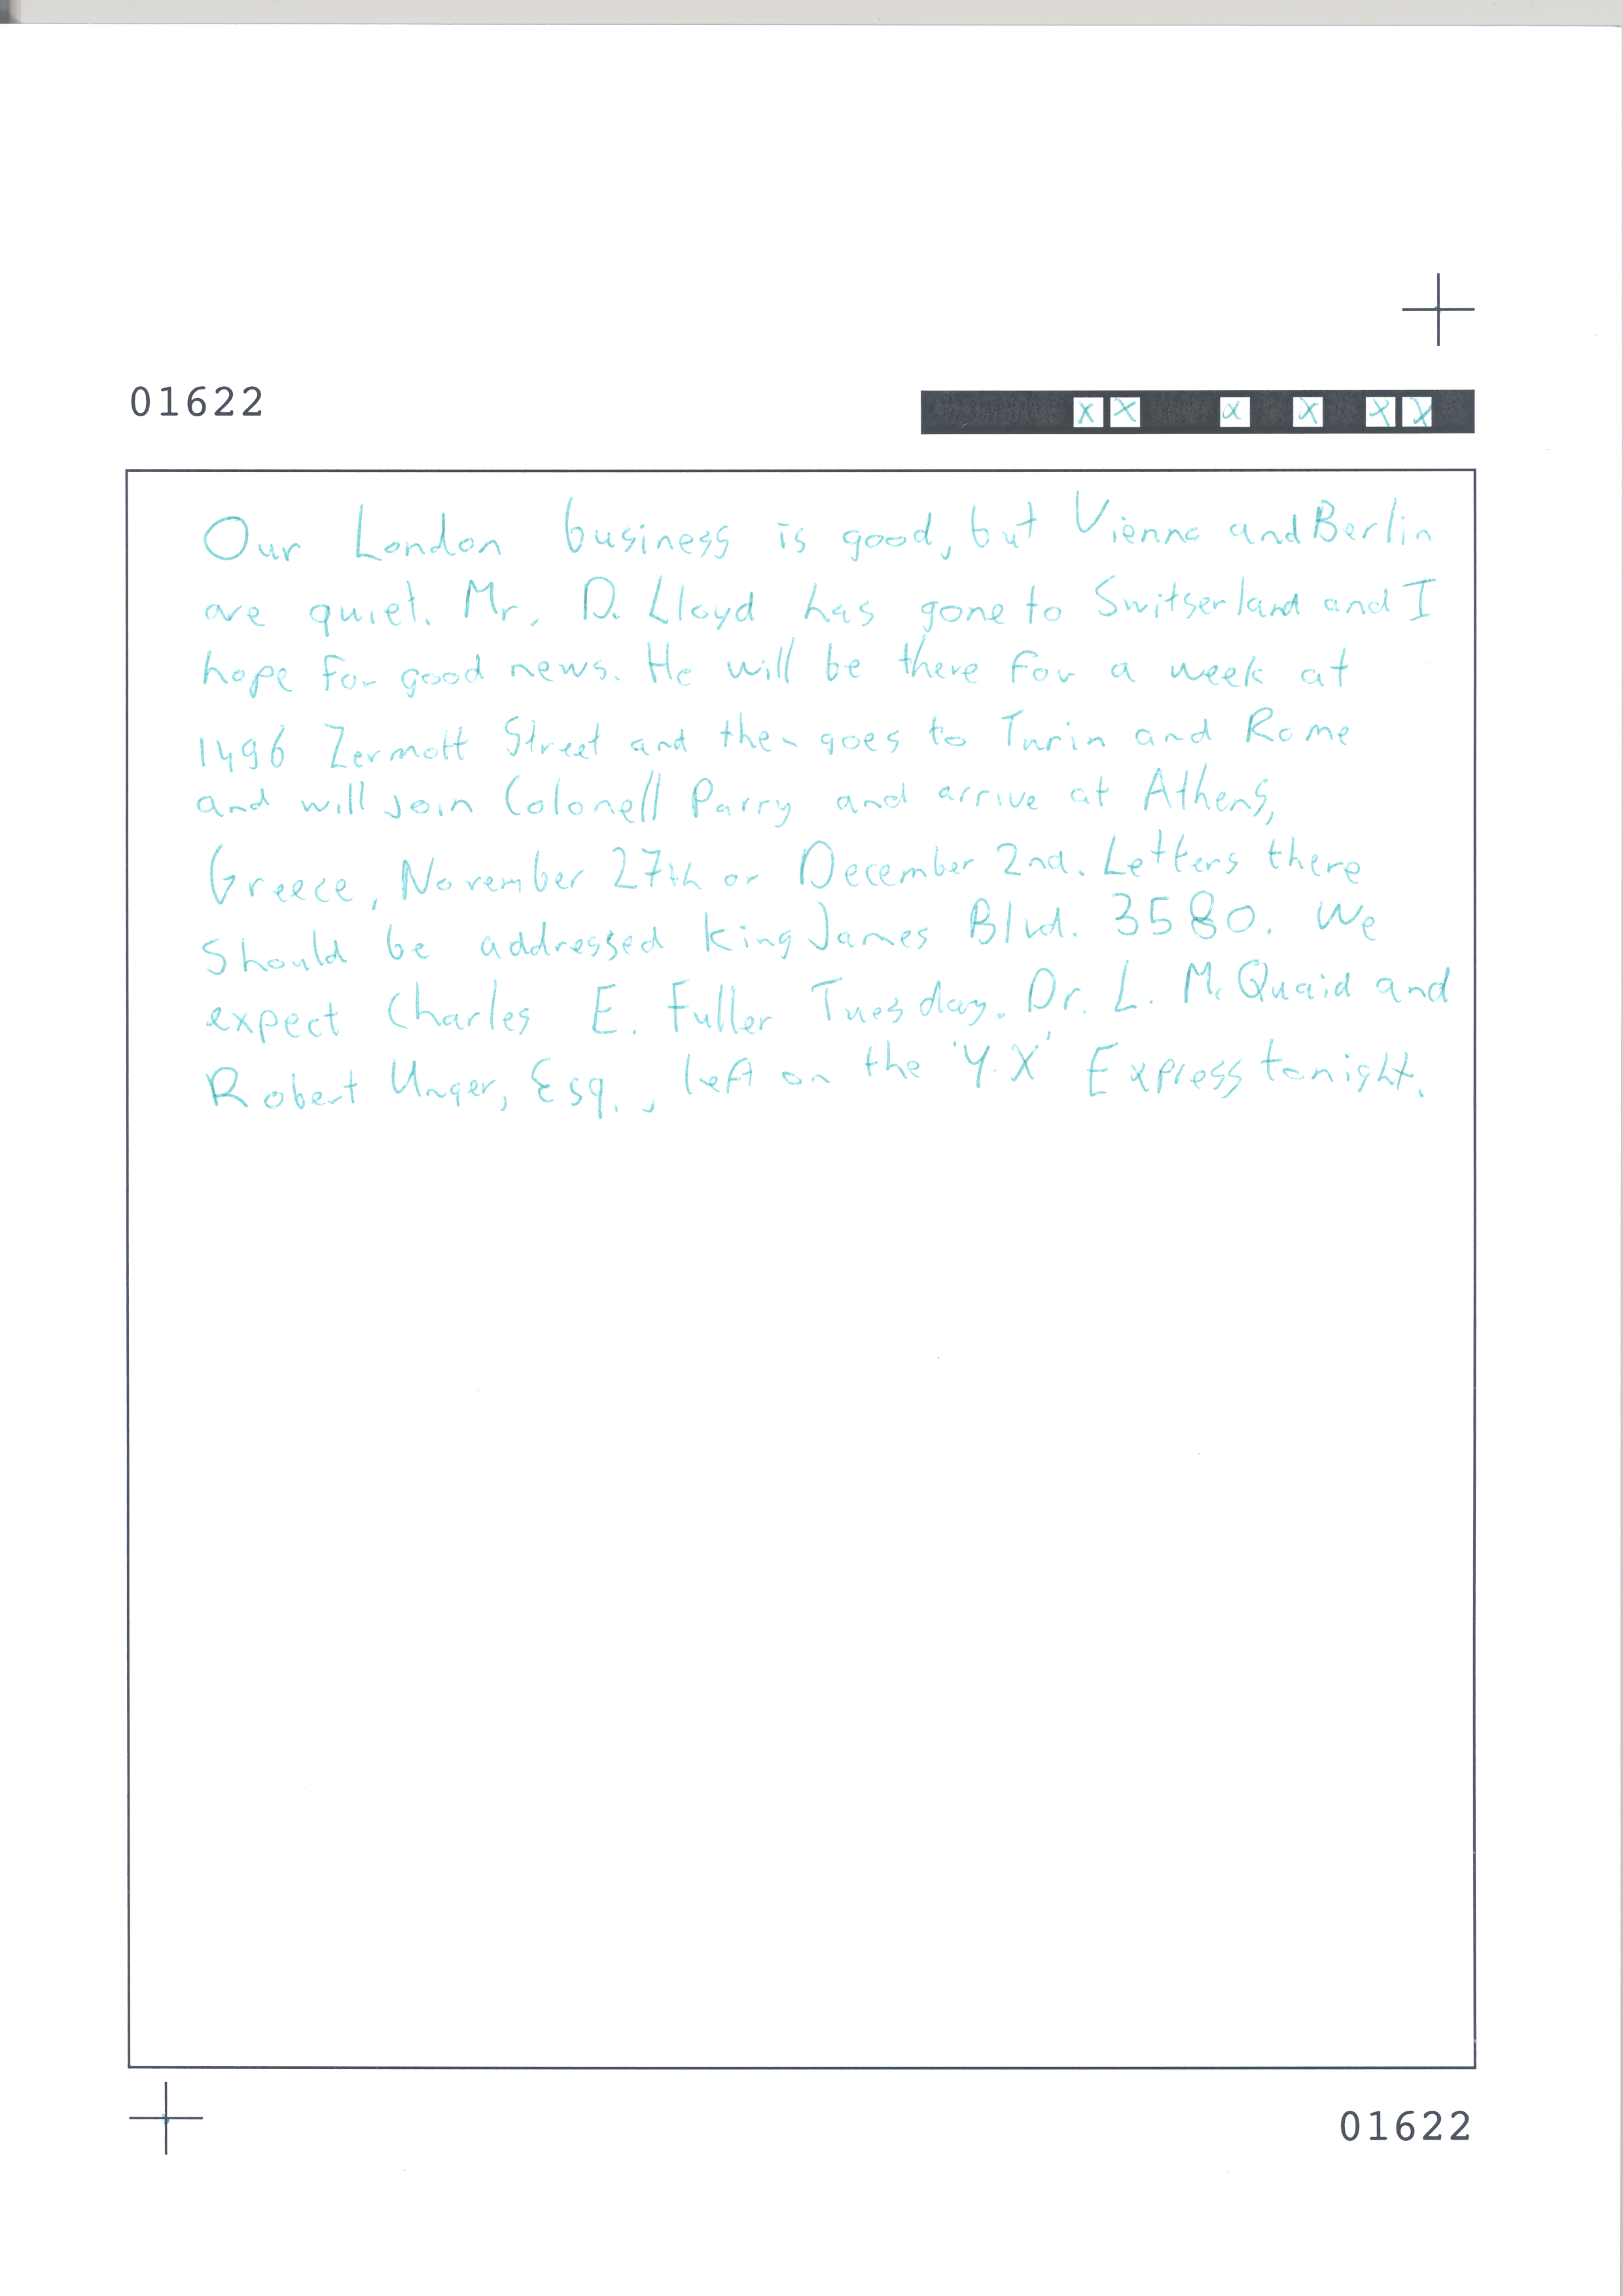 01622
x x x x x x
Our London business is good, but Vienna and Berlin
are quiet. Mr. D. Lloyd has gone to Switserland and I
hope for good news. He will be there for a week at
1496 Zermott Street and then goes to Turin and Rome
and will join Colonell Parry and arrive at Athens,
Greece, November 27th or December 2nd. Letters there
should be addressed King James Blvd. 3580. We
expect Charles E. Fuller Tuesday. Dr. L. McQuaid and
Robert Unger, Esq., left on the 'Y.X' Express tonight.
01622